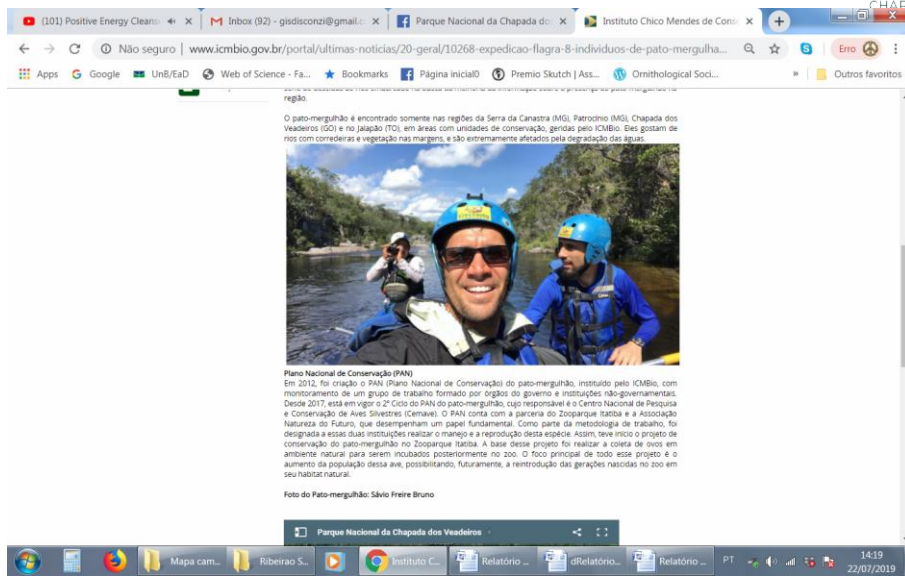 CHAP
(101) Positive Energy Cleans
M Inbox (92) - gisdisconzi@gmail.c
Parque Nacional da Chapada do
Instituto Chico Mendes de Cons
Não seguro | www.icmbio.gov.br/portal/ultimas-noticias/20-geral/10268-expedicao-flagra-8-individuos-de-pato-mergulha...
Erro
Apps
Google
UnB/EaD
Web of Science - Fa...
Bookmarks
Página inicial0
Premio Skutch | Ass...
Ornithological Soci...
»
Outros favoritos
região.
O pato-mergulhão é encontrado somente nas regiões da Serra da Canastra (MG), Patrocínio (MG), Chapada dos
Veadeiros (GO) e no Jalapão (TO), em áreas com unidades de conservação, geridas pelo ICMBio. Eles gostam de
rios com corredeiras e vegetação nas margens, e são extremamente afetados pela degradação das águas.
Plano Nacional de Conservação (PAN)
Em 2012, foi criação o PAN (Plano Nacional de Conservação) do pato-mergulhão, instituído pelo ICMBio, com
monitoramento de um grupo de trabalho formado por órgãos do governo e instituições não-governamentais.
Desde 2017, está em vigor o 2º Ciclo do PAN do pato-mergulhão, cujo responsável é o Centro Nacional de Pesquisa
e Conservação de Aves Silvestres (Cemave). O PAN conta com a parceria do Zooparque Itatiba e a Associação
Natureza do Futuro, que desempenham um papel fundamental. Como parte da metodologia de trabalho, foi
designada a essas duas instituições realizar o manejo e a reprodução desta espécie. Assim, teve início o projeto de
conservação do pato-mergulhão no Zooparque Itatiba. A base desse projeto foi realizar a coleta de ovos em
ambiente natural para serem incubados posteriormente no zoo. O foco principal de todo esse projeto é o
aumento da população dessa ave, possibilitando, futuramente, a reintrodução das gerações nascidas no zoo em
seu habitat natural.
Foto do Pato-mergulhão: Sávio Freire Bruno
Parque Nacional da Chapada dos Veadeiros
Mapa cam...
Ribeirao S...
Instituto C...
Relatório ...
dRelatório...
Relatório ...
PT
14:19
22/07/2019